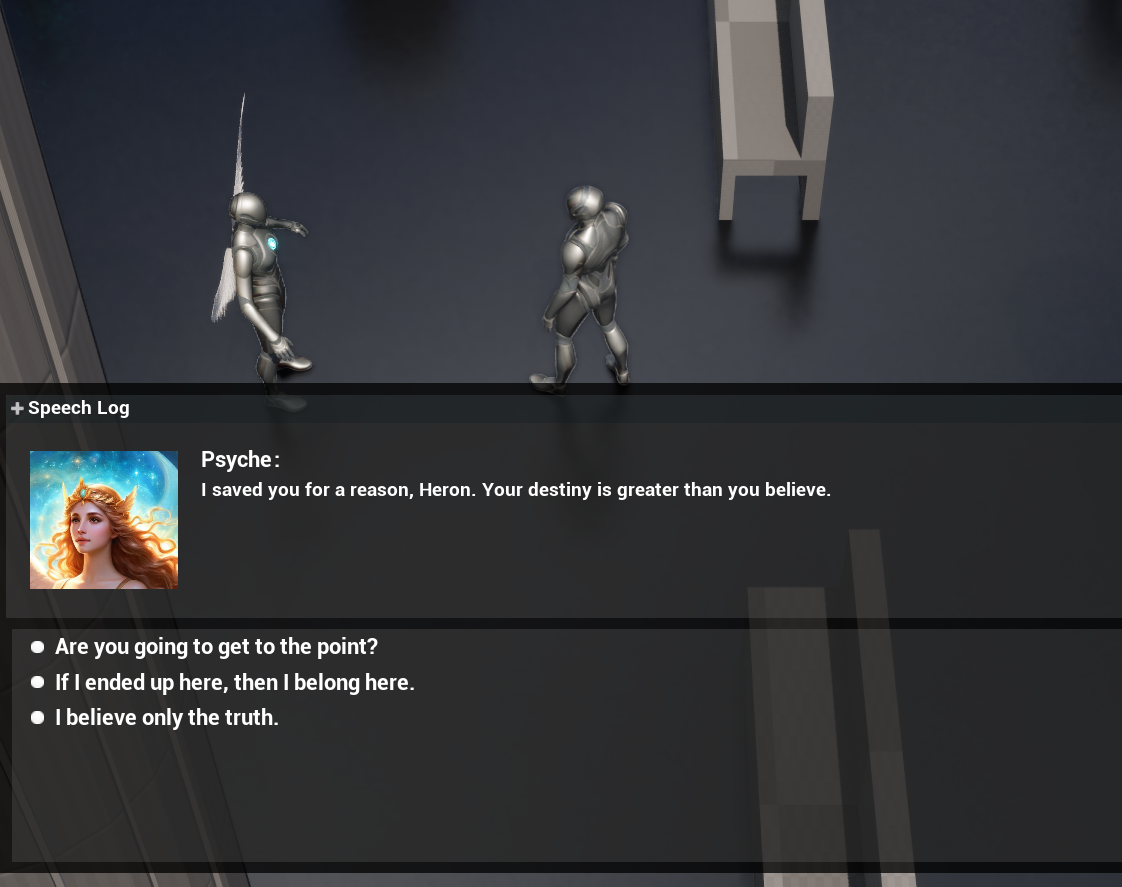 Speech Log
Psyche:
I saved you for a reason, Heron. Your destiny is greater than you believe.
Are you going to get to the point?
If I ended up here, then I belong here.
I believe only the truth.